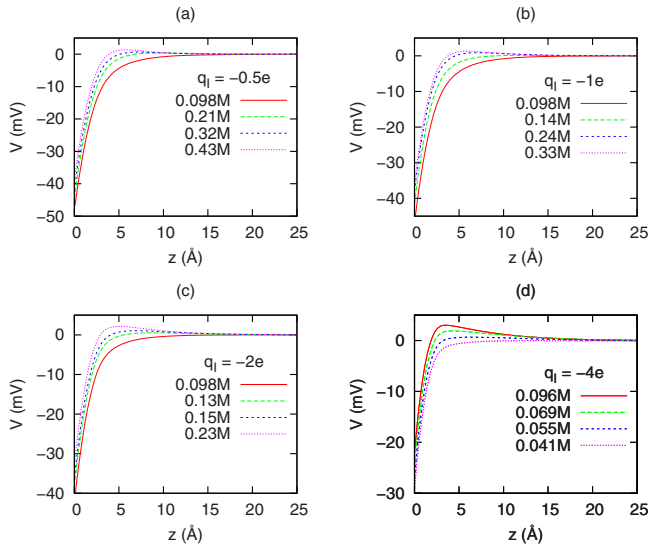 (a)
V (mV)
0
−10
−20
−30
−40
−50
q_I = −0.5e
0.098M
0.21M
0.32M
0.43M
0 5 10 15 20 25
z (Å)
(b)
V (mV)
0
−10
−20
−30
−40
q_I = −1e
0.098M
0.14M
0.24M
0.33M
0 5 10 15 20 25
z (Å)
(c)
V (mV)
0
−10
−20
−30
−40
q_I = −2e
0.098M
0.13M
0.15M
0.23M
0 5 10 15 20 25
z (Å)
(d)
V (mV)
0
−10
−20
−30
q_I = −4e
0.096M
0.069M
0.055M
0.041M
0 5 10 15 20 25
z (Å)